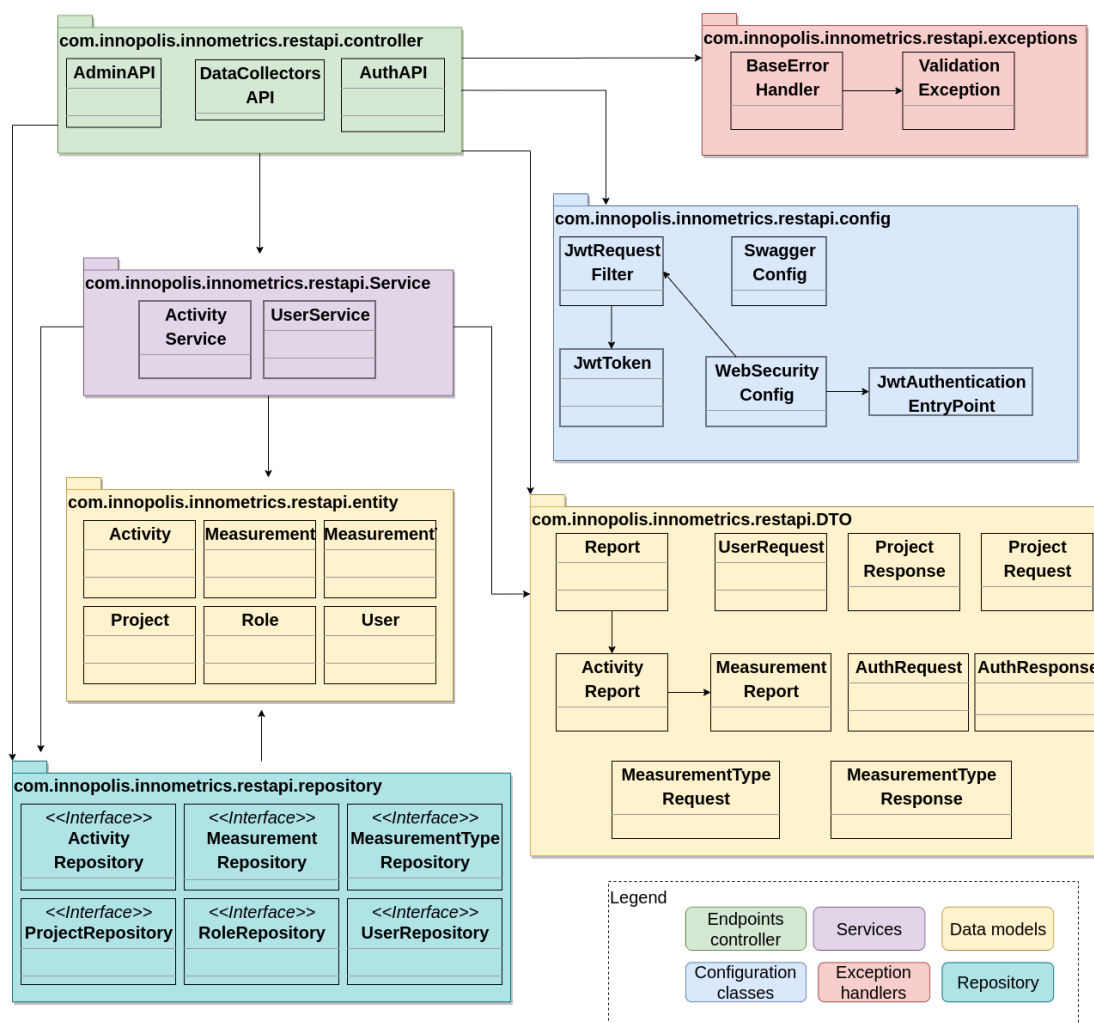 com.innopolis.innometrics.restapi.controller
AdminAPI
DataCollectors
API
AuthAPI
com.innopolis.innometrics.restapi.exceptions
BaseError
Handler
Validation
Exception
com.innopolis.innometrics.restapi.config
JwtRequest
Filter
Swagger
Config
JwtToken
WebSecurity
Config
JwtAuthentication
EntryPoint
com.innopolis.innometrics.restapi.Service
Activity
Service
UserService
com.innopolis.innometrics.restapi.entity
Activity
Measurement
Measurement
Project
Role
User
com.innopolis.innometrics.restapi.DTO
Report
UserRequest
Project
Response
Project
Request
Activity
Report
Measurement
Report
AuthRequest
AuthResponse
MeasurementType
Request
MeasurementType
Response
com.innopolis.innometrics.restapi.repository
<<Interface>>
Activity
Repository
<<Interface>>
Measurement
Repository
<<Interface>>
MeasurementType
Repository
<<Interface>>
ProjectRepository
<<Interface>>
RoleRepository
<<Interface>>
UserRepository
Legend
Endpoints
controller
Services
Data models
Configuration
classes
Exception
handlers
Repository